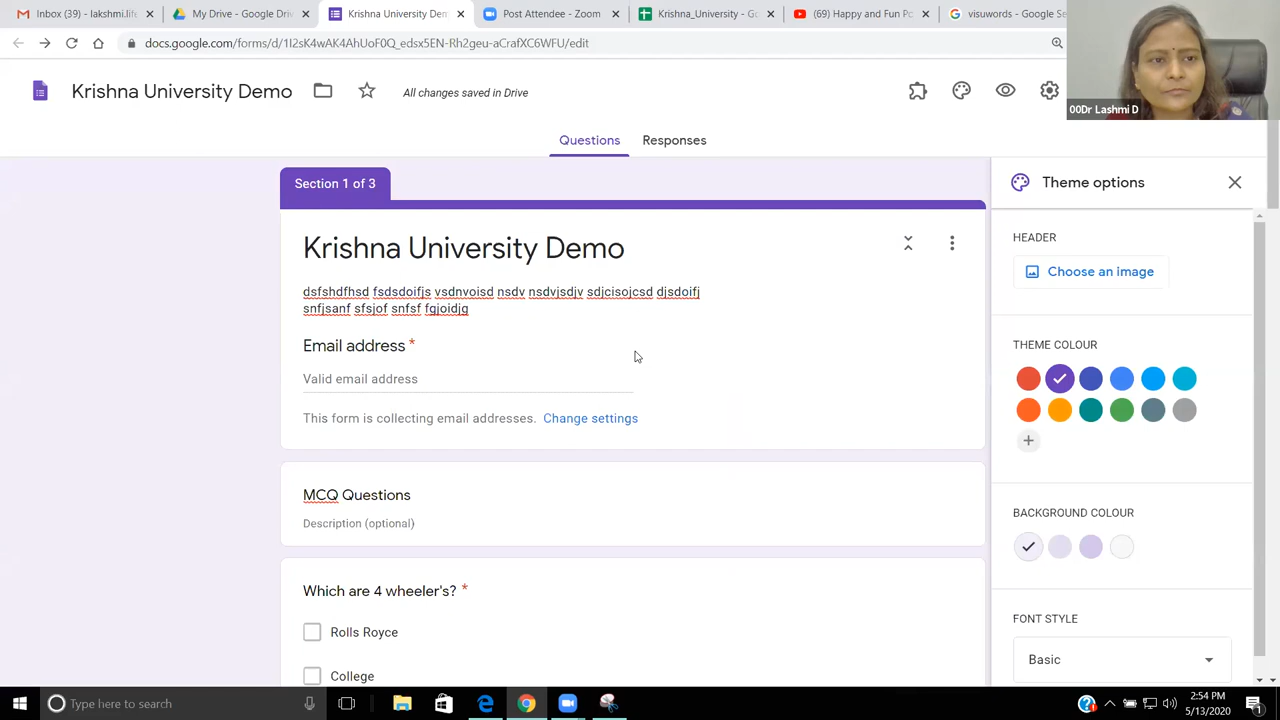 Inbox (39) - lakshmi.life
My Drive - Google Drive
Krishna University Demo
Post Attendee - Zoom
Krishna_University - Go
(69) Happy and Fun Po
visuwords - Google Se
docs.google.com/forms/d/1I2sK4wAK4AhUoF0Q_edsx5EN-Rh2geu-aCrafXC6WFU/edit
Krishna University Demo
All changes saved in Drive
00Dr Lashmi D
Questions
Responses
Section 1 of 3
Theme options
Krishna University Demo
dsfshdfhsd fsdsdoifjs vsdnvoisd nsdv nsdvjsdjv sdjcisojcsd djsdoifj
snfjsanf sfsjof snfsf fgjoidjg
Email address *
Valid email address
This form is collecting email addresses. Change settings
MCQ Questions
Description (optional)
Which are 4 wheeler's? *
Rolls Royce
College
HEADER
Choose an image
THEME COLOUR
BACKGROUND COLOUR
FONT STYLE
Basic
Type here to search
2:54 PM
5/13/2020
1